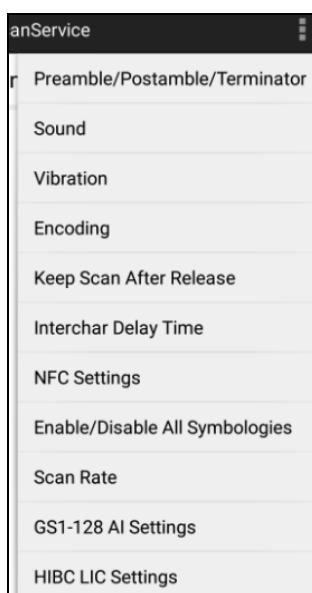 anService
Preamble/Postamble/Terminator
Sound
Vibration
Encoding
Keep Scan After Release
Interchar Delay Time
NFC Settings
Enable/Disable All Symbologies
Scan Rate
GS1-128 AI Settings
HIBC LIC Settings